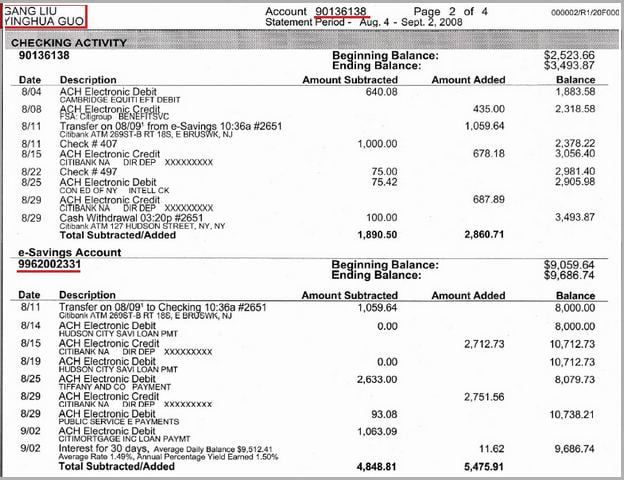 GANG LIU
YINGHUA GUO
Account 90136138 Page 2 of 4 000002/R1/20F000
Statement Period - Aug. 4 - Sept. 2, 2008
CHECKING ACTIVITY
90136138 Beginning Balance: $2,523.66
Ending Balance: $3,493.87
Date Description Amount Subtracted Amount Added Balance
8/04 ACH Electronic Debit 640.08 1,883.58
CAMBRIDGE EQUITI EFT DEBIT
8/08 ACH Electronic Credit 435.00 2,318.58
FSA: Citigroup BENEFITSVC
8/11 Transfer on 08/09¹ from e-Savings 10:36a #2651 1,059.64
Citibank ATM 269ST-B RT 18S, E BRUSWK, NJ
8/11 Check # 407 1,000.00 2,378.22
8/15 ACH Electronic Credit 678.18 3,056.40
CITIBANK NA DIR DEP XXXXXXXXX
8/22 Check # 497 75.00 2,981.40
8/25 ACH Electronic Debit 75.42 2,905.98
CON ED OF NY INTELL CK
8/29 ACH Electronic Credit 687.89
CITIBANK NA DIR DEP XXXXXXXXX
8/29 Cash Withdrawal 03:20p #2651 100.00 3,493.87
Citibank ATM 127 HUDSON STREET, NY, NY
Total Subtracted/Added 1,890.50 2,860.71
e-Savings Account
9962002331 Beginning Balance: $9,059.64
Ending Balance: $9,686.74
Date Description Amount Subtracted Amount Added Balance
8/11 Transfer on 08/09¹ to Checking 10:36a #2651 1,059.64 8,000.00
Citibank ATM 269ST-B RT 18S, E BRUSWK, NJ
8/14 ACH Electronic Debit 0.00 8,000.00
HUDSON CITY SAVI LOAN PMT
8/15 ACH Electronic Credit 2,712.73 10,712.73
CITIBANK NA DIR DEP XXXXXXXXX
8/19 ACH Electronic Debit 0.00 10,712.73
HUDSON CITY SAVI LOAN PMT
8/25 ACH Electronic Debit 2,633.00 8,079.73
TIFFANY AND CO PAYMENT
8/29 ACH Electronic Credit 2,751.56
CITIBANK NA DIR DEP XXXXXXXXX
8/29 ACH Electronic Debit 93.08 10,738.21
PUBLIC SERVICE E PAYMENTS
9/02 ACH Electronic Debit 1,063.09
CITIMORTGAGE INC LOAN PAYMT
9/02 Interest for 30 days, Average Daily Balance $9,512.41 11.62 9,686.74
Average Rate 1.49%, Annual Percentage Yield Earned 1.50%
Total Subtracted/Added 4,848.81 5,475.91